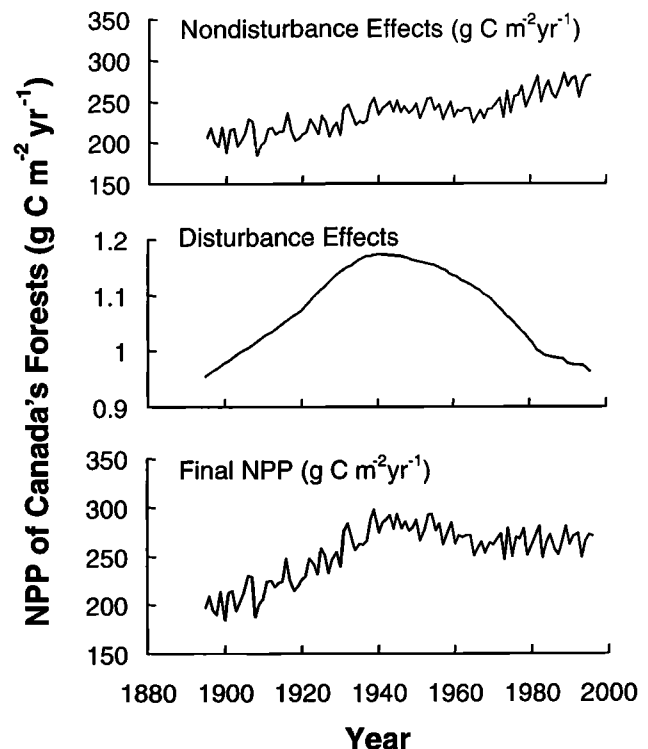 NPP of Canada's Forests (g C m⁻² yr⁻¹)
Nondisturbance Effects (g C m⁻²yr⁻¹)
350
300
250
200
150
Disturbance Effects
1.2
1.1
1
0.9
Final NPP (g C m⁻²yr⁻¹)
350
300
250
200
150
1880 1900 1920 1940 1960 1980 2000
Year